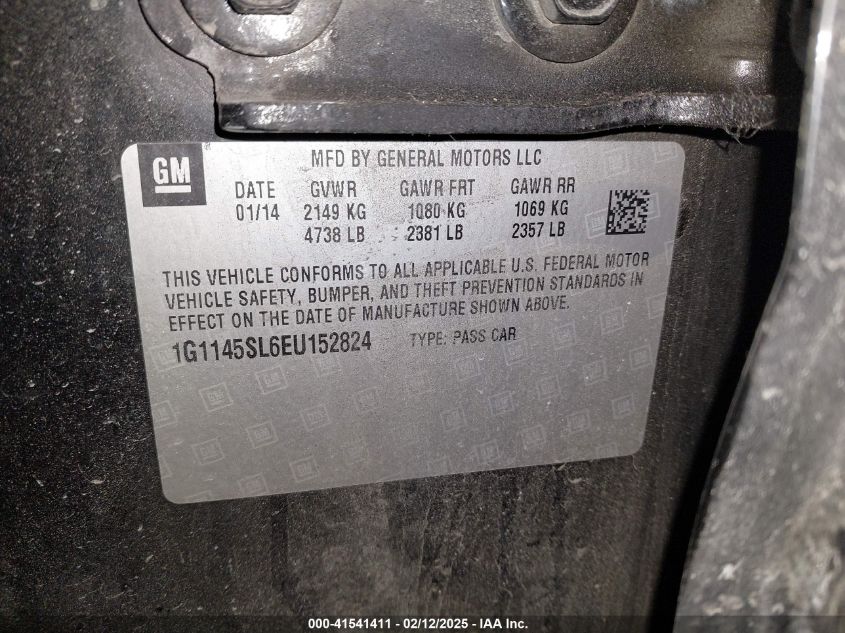 GM
MFD BY GENERAL MOTORS LLC
DATE GVWR GAWR FRT GAWR RR
01/14 2149 KG 1080 KG 1069 KG
4738 LB 2381 LB 2357 LB
THIS VEHICLE CONFORMS TO ALL APPLICABLE U.S. FEDERAL MOTOR
VEHICLE SAFETY, BUMPER, AND THEFT PREVENTION STANDARDS IN
EFFECT ON THE DATE OF MANUFACTURE SHOWN ABOVE.
1G1145SL6EU152824 TYPE: PASS CAR
000-41541411 - 02/12/2025 - IAA Inc.